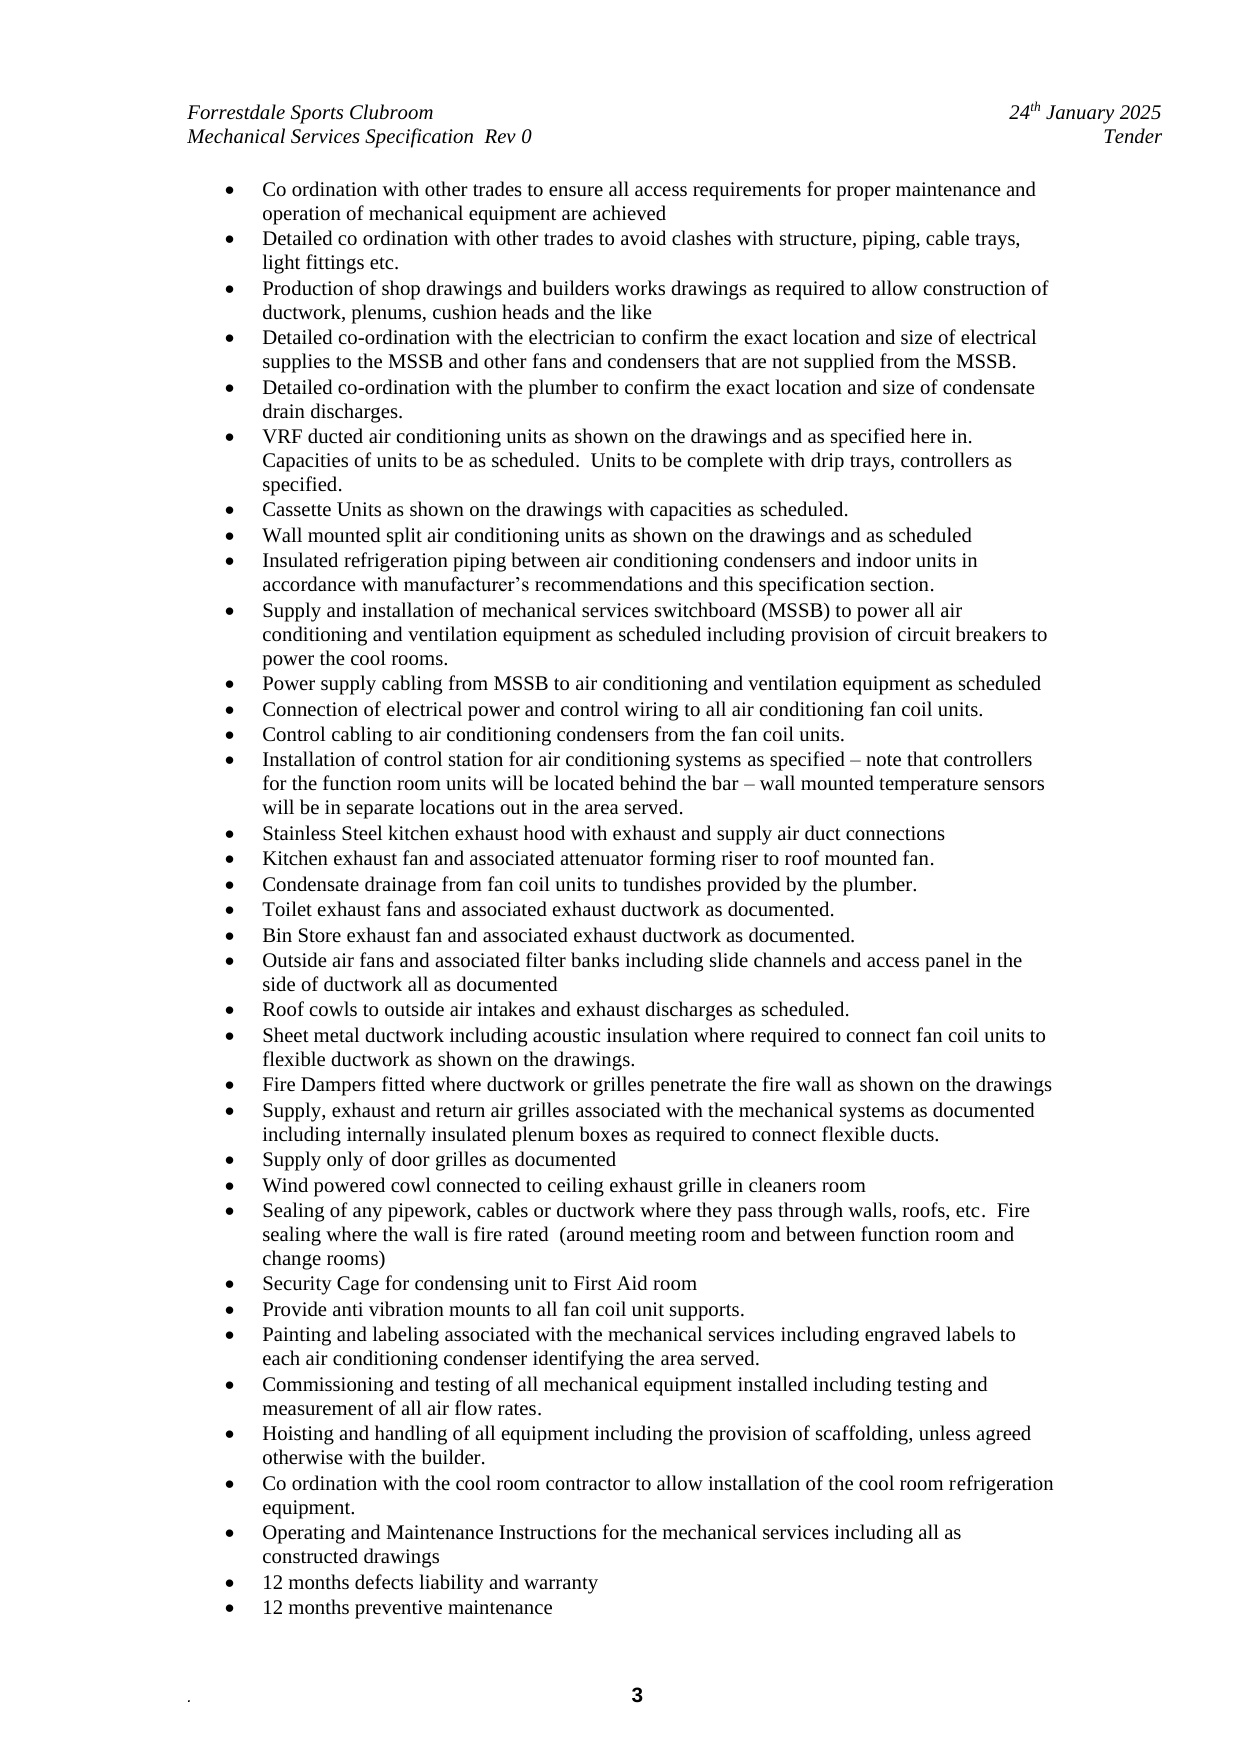 Forrestdale Sports Clubroom
24th January 2025
Mechanical Services Specification  Rev 0
Tender
• Co ordination with other trades to ensure all access requirements for proper maintenance and
operation of mechanical equipment are achieved
• Detailed co ordination with other trades to avoid clashes with structure, piping, cable trays,
light fittings etc.
• Production of shop drawings and builders works drawings as required to allow construction of
ductwork, plenums, cushion heads and the like
• Detailed co-ordination with the electrician to confirm the exact location and size of electrical
supplies to the MSSB and other fans and condensers that are not supplied from the MSSB.
• Detailed co-ordination with the plumber to confirm the exact location and size of condensate
drain discharges.
• VRF ducted air conditioning units as shown on the drawings and as specified here in.
Capacities of units to be as scheduled.  Units to be complete with drip trays, controllers as
specified.
• Cassette Units as shown on the drawings with capacities as scheduled.
• Wall mounted split air conditioning units as shown on the drawings and as scheduled
• Insulated refrigeration piping between air conditioning condensers and indoor units in
accordance with manufacturer’s recommendations and this specification section.
• Supply and installation of mechanical services switchboard (MSSB) to power all air
conditioning and ventilation equipment as scheduled including provision of circuit breakers to
power the cool rooms.
• Power supply cabling from MSSB to air conditioning and ventilation equipment as scheduled
• Connection of electrical power and control wiring to all air conditioning fan coil units.
• Control cabling to air conditioning condensers from the fan coil units.
• Installation of control station for air conditioning systems as specified – note that controllers
for the function room units will be located behind the bar – wall mounted temperature sensors
will be in separate locations out in the area served.
• Stainless Steel kitchen exhaust hood with exhaust and supply air duct connections
• Kitchen exhaust fan and associated attenuator forming riser to roof mounted fan.
• Condensate drainage from fan coil units to tundishes provided by the plumber.
• Toilet exhaust fans and associated exhaust ductwork as documented.
• Bin Store exhaust fan and associated exhaust ductwork as documented.
• Outside air fans and associated filter banks including slide channels and access panel in the
side of ductwork all as documented
• Roof cowls to outside air intakes and exhaust discharges as scheduled.
• Sheet metal ductwork including acoustic insulation where required to connect fan coil units to
flexible ductwork as shown on the drawings.
• Fire Dampers fitted where ductwork or grilles penetrate the fire wall as shown on the drawings
• Supply, exhaust and return air grilles associated with the mechanical systems as documented
including internally insulated plenum boxes as required to connect flexible ducts.
• Supply only of door grilles as documented
• Wind powered cowl connected to ceiling exhaust grille in cleaners room
• Sealing of any pipework, cables or ductwork where they pass through walls, roofs, etc.  Fire
sealing where the wall is fire rated  (around meeting room and between function room and
change rooms)
• Security Cage for condensing unit to First Aid room
• Provide anti vibration mounts to all fan coil unit supports.
• Painting and labeling associated with the mechanical services including engraved labels to
each air conditioning condenser identifying the area served.
• Commissioning and testing of all mechanical equipment installed including testing and
measurement of all air flow rates.
• Hoisting and handling of all equipment including the provision of scaffolding, unless agreed
otherwise with the builder.
• Co ordination with the cool room contractor to allow installation of the cool room refrigeration
equipment.
• Operating and Maintenance Instructions for the mechanical services including all as
constructed drawings
• 12 months defects liability and warranty
• 12 months preventive maintenance
.
3